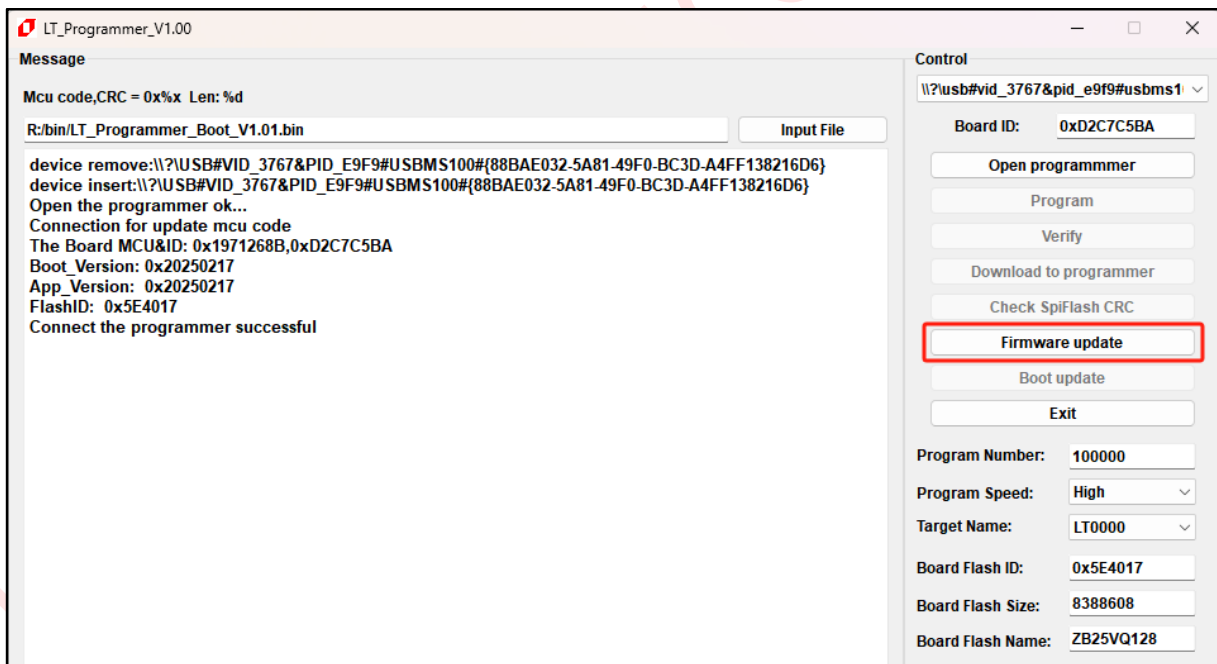 LT_Programmer_V1.00
Message
Mcu code,CRC = 0x%x Len: %d
R:/bin/LT_Programmer_Boot_V1.01.bin
Input File
device remove:\\?\USB#VID_3767&PID_E9F9#USBMS100#{88BAE032-5A81-49F0-BC3D-A4FF138216D6}
device insert:\\?\USB#VID_3767&PID_E9F9#USBMS100#{88BAE032-5A81-49F0-BC3D-A4FF138216D6}
Open the programmer ok...
Connection for update mcu code
The Board MCU&ID: 0x1971268B,0xD2C7C5BA
Boot_Version: 0x20250217
App_Version: 0x20250217
FlashID: 0x5E4017
Connect the programmer successful
Control
\\?\usb#vid_3767&pid_e9f9#usbms1
Board ID: 0xD2C7C5BA
Open programmmer
Program
Verify
Download to programmer
Check SpiFlash CRC
Firmware update
Boot update
Exit
Program Number: 100000
Program Speed: High
Target Name: LT0000
Board Flash ID: 0x5E4017
Board Flash Size: 8388608
Board Flash Name: ZB25VQ128